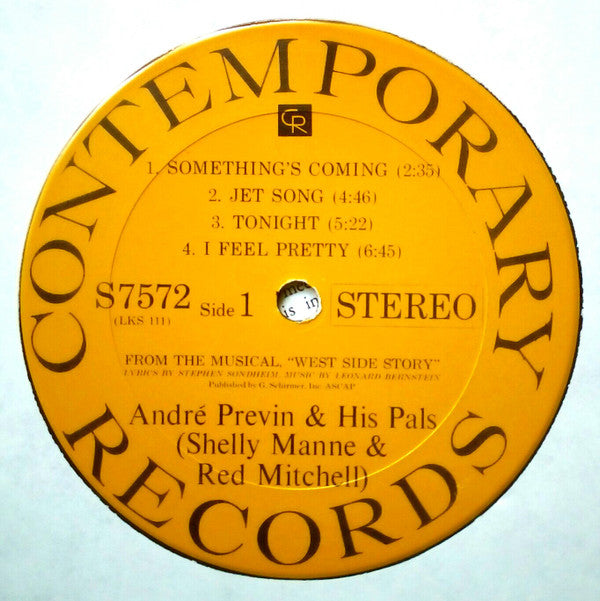 CONTEMPORARY
RECORDS
CR
1. SOMETHING'S COMING (2:35)
2. JET SONG (4:46)
3. TONIGHT (5:22)
4. I FEEL PRETTY (6:45)
S7572 Side 1 STEREO
(LKS 111)
is in
FROM THE MUSICAL, "WEST SIDE STORY"
LYRICS BY STEPHEN SONDHEIM, MUSIC BY LEONARD BERNSTEIN
Published by G. Schirmer, Inc. ASCAP
André Previn & His Pals
(Shelly Manne &
Red Mitchell)